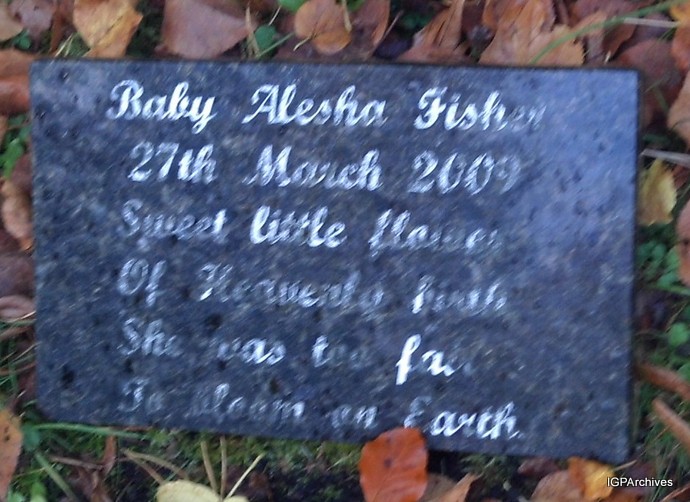 Baby Alesha Fisher
27th March 2009
Sweet little flower
Of Heavenly birth
She was too fair
To bloom on Earth.
IGPArchives